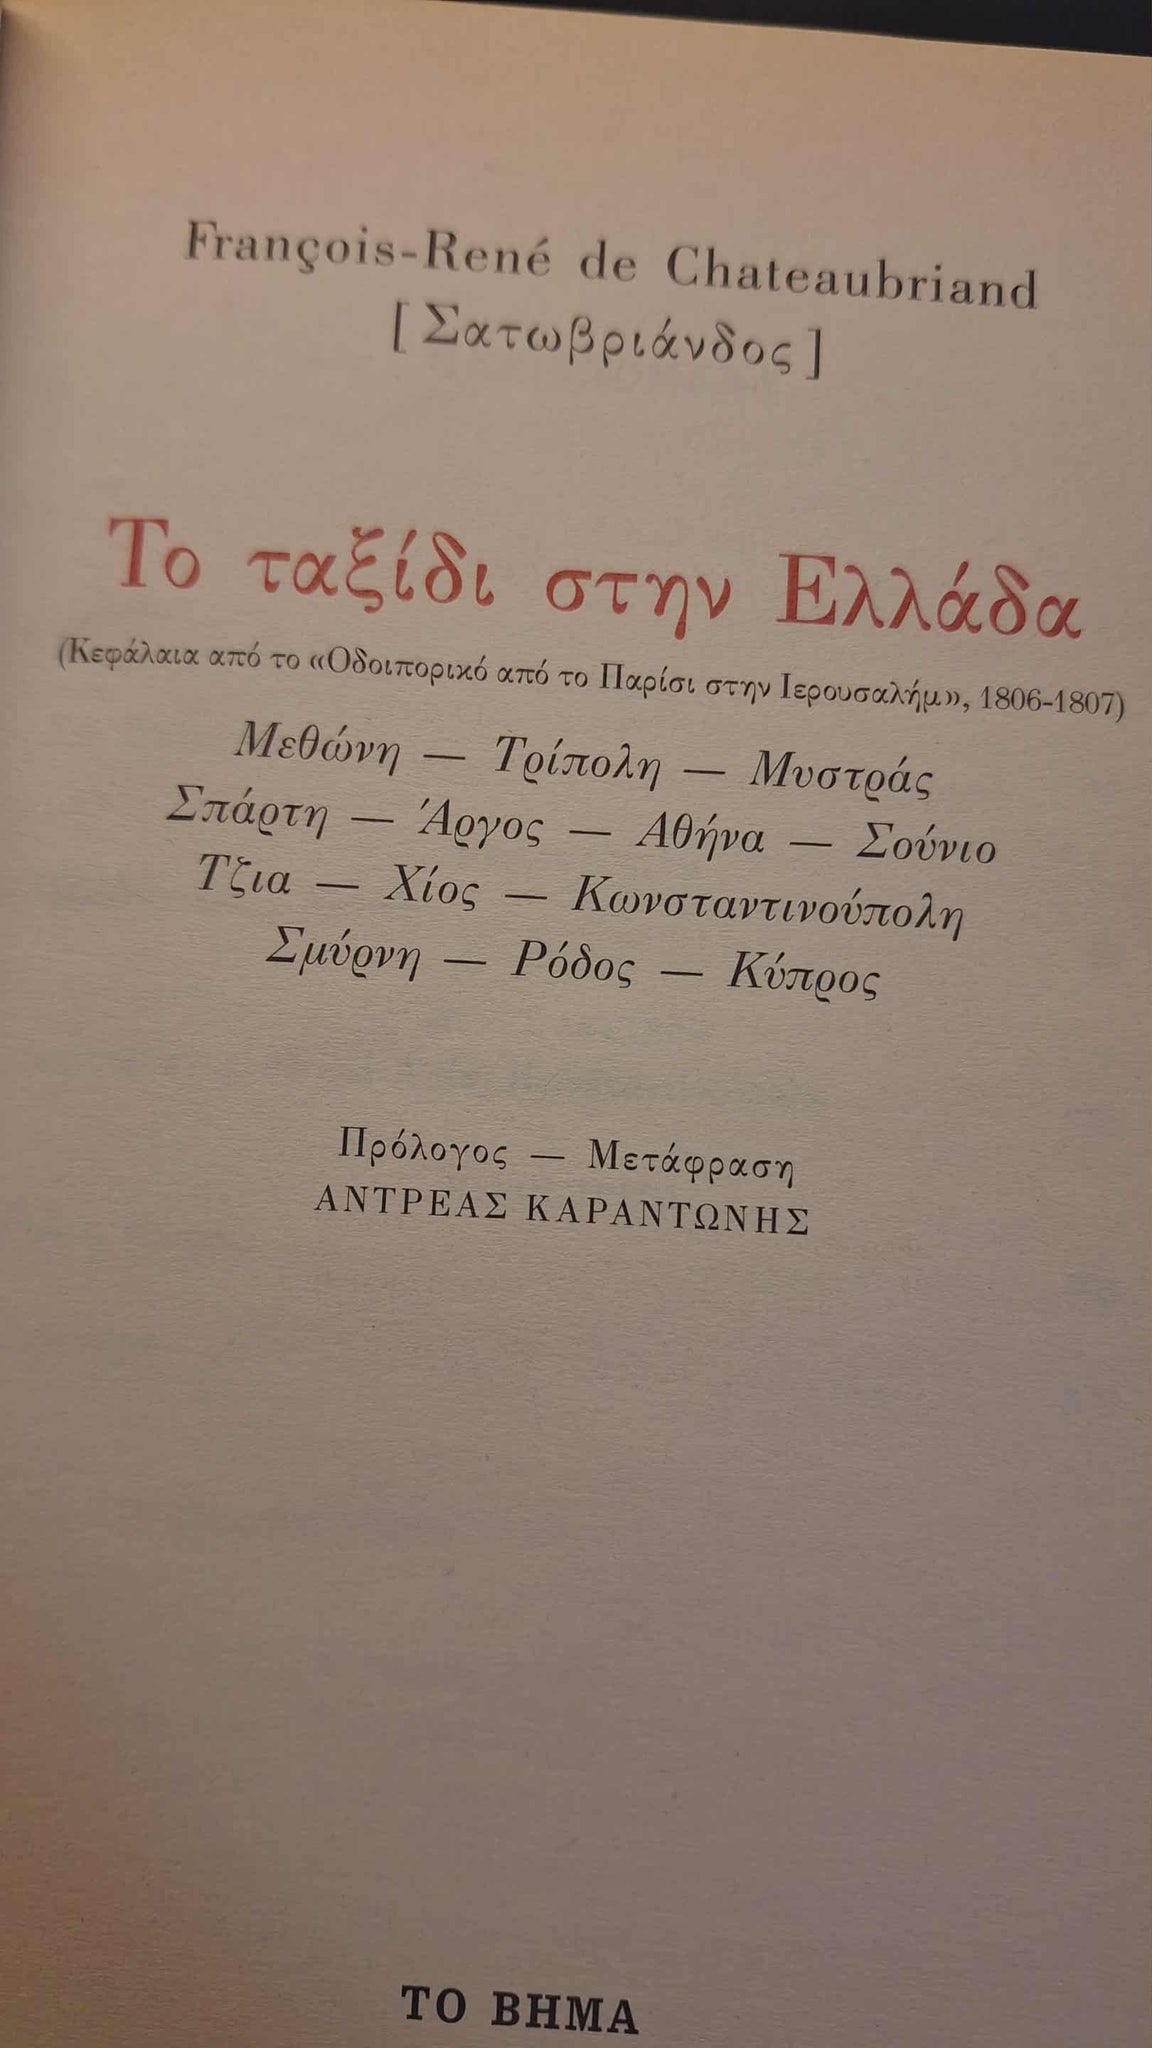 François-René de Chateaubriand
[Σατωβριάνδος]
Το ταξίδι στην Ελλάδα
(Κεφάλαια από το «Οδοιπορικό από το Παρίσι στην Ιερουσαλήμ», 1806-1807)
Μεθώνη — Τρίπολη — Μυστράς
Σπάρτη — Άργος — Αθήνα — Σούνιο
Τζια — Χίος — Κωνσταντινούπολη
Σμύρνη — Ρόδος — Κύπρος
Πρόλογος — Μετάφραση
ΑΝΤΡΕΑΣ ΚΑΡΑΝΤΩΝΗΣ
ΤΟ ΒΗΜΑ